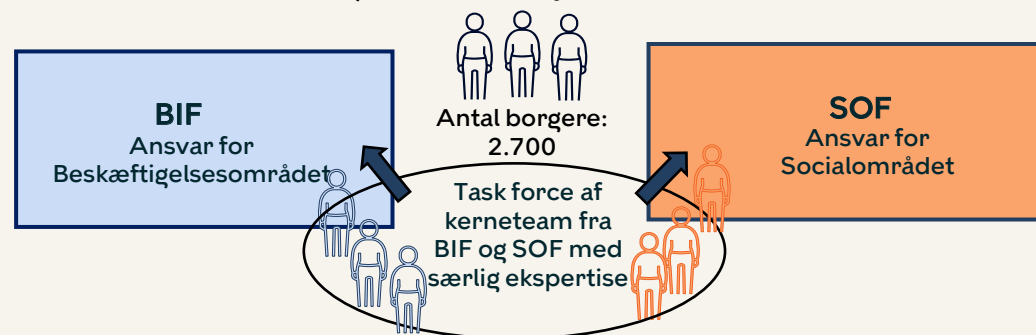 BIF
Ansvar for
Beskæftigelsesområdet
Antal borgere:
2.700
SOF
Ansvar for
Socialområdet
Task force af
kerneteam fra
BIF og SOF med
særlig ekspertise